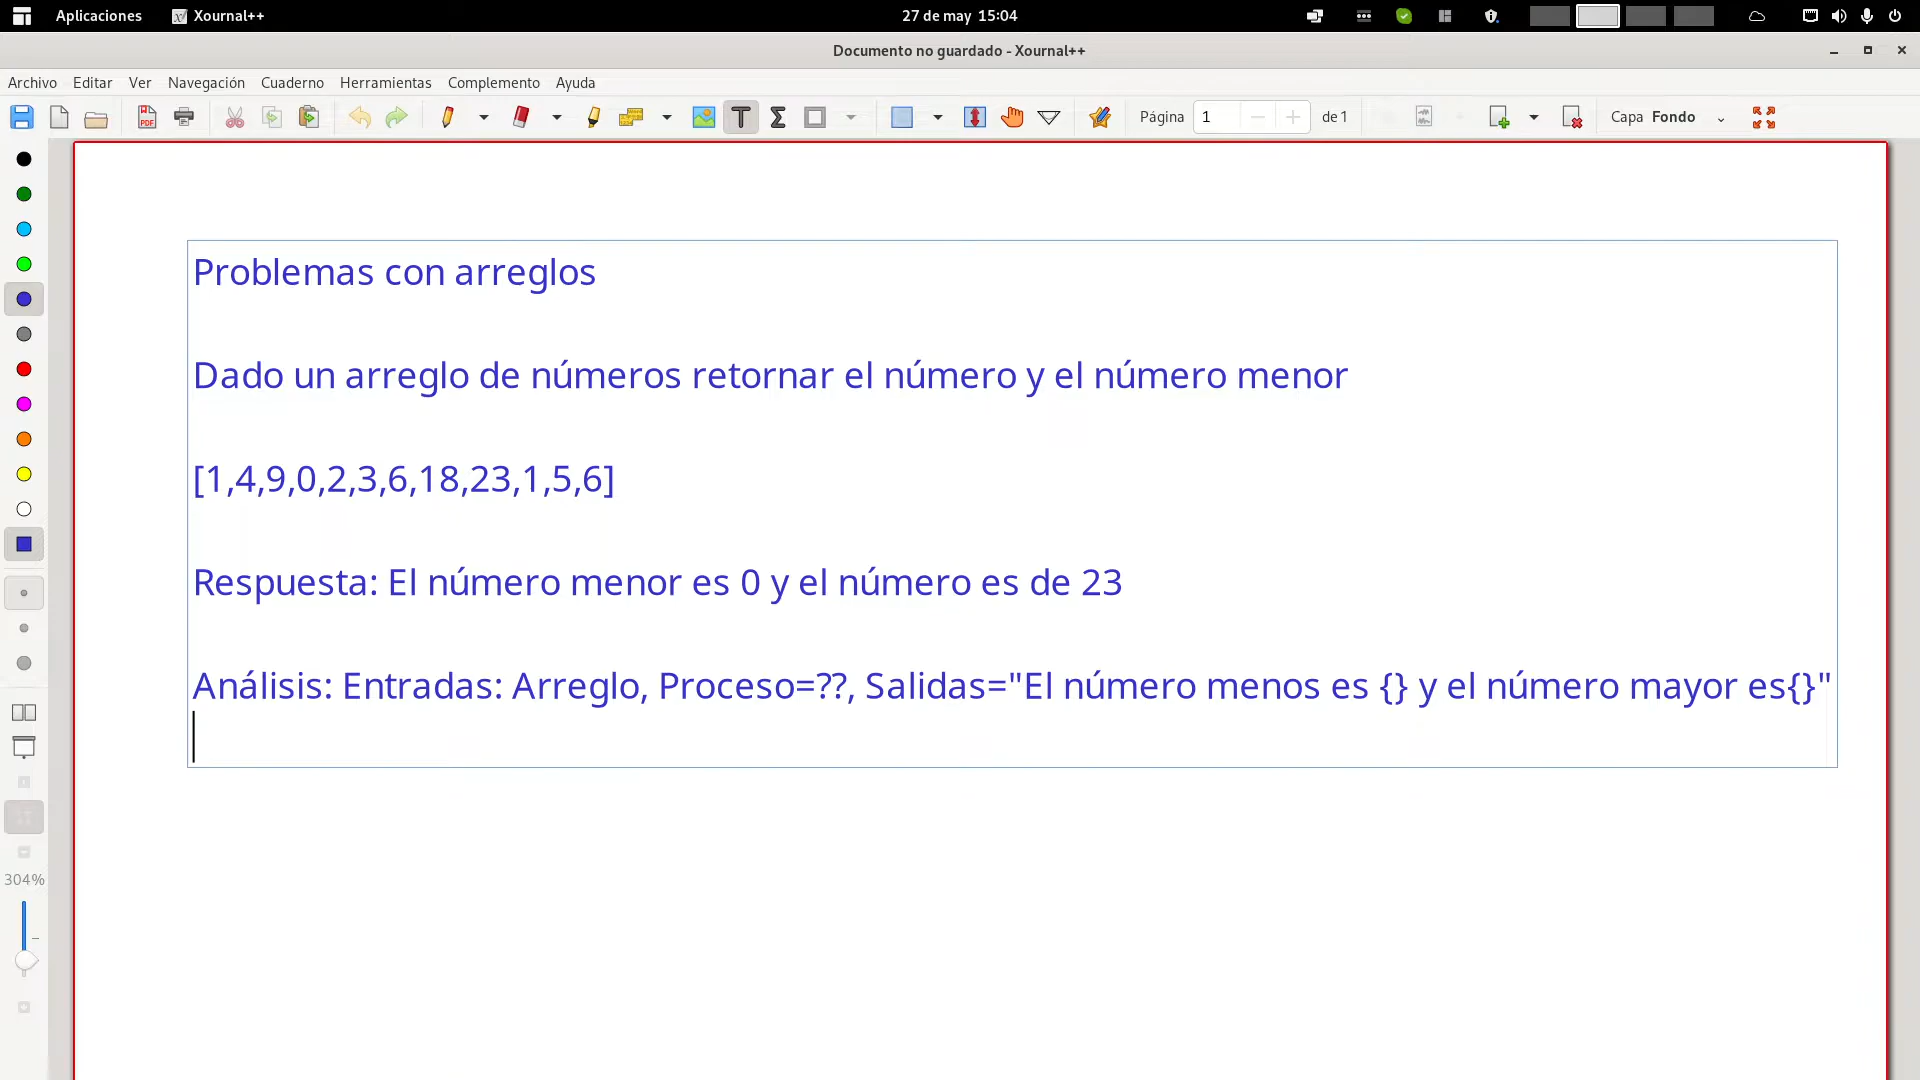 Aplicaciones Xournal++ 27 de may 15:04
Documento no guardado - Xournal++
Archivo Editar Ver Navegación Cuaderno Herramientas Complemento Ayuda
PDF T Σ Página 1 de 1 Capa Fondo
Problemas con arreglos
Dado un arreglo de números retornar el número y el número menor
[1,4,9,0,2,3,6,18,23,1,5,6]
Respuesta: El número menor es 0 y el número es de 23
Análisis: Entradas: Arreglo, Proceso=??, Salidas="El número menos es {} y el número mayor es{}"
304%